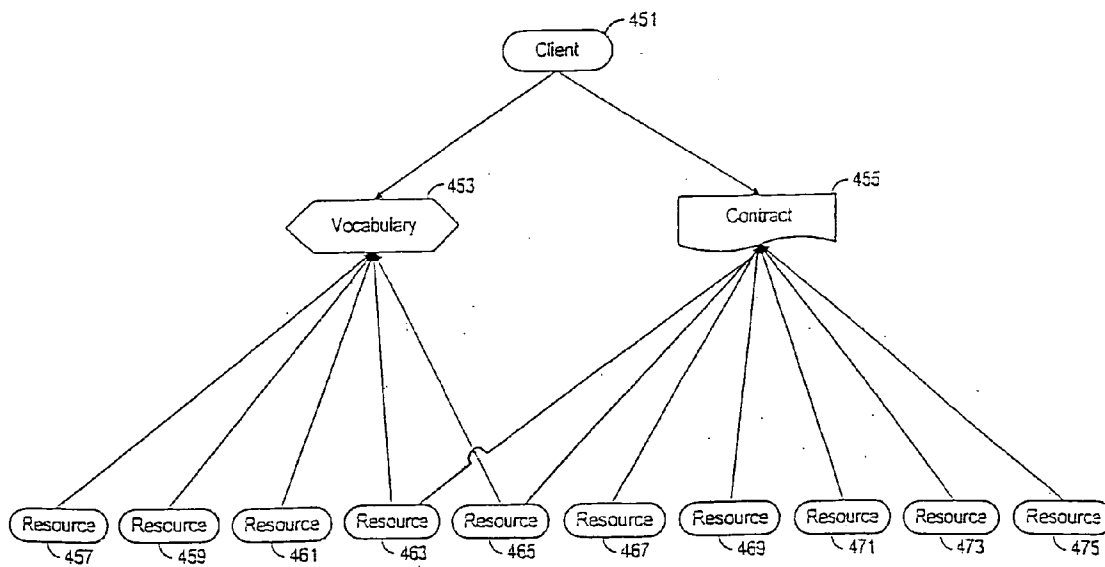 451
Client
453
Vocabulary
455
Contract
Resource Resource Resource Resource Resource Resource Resource Resource Resource Resource
457 459 461 463 465 467 469 471 473 475